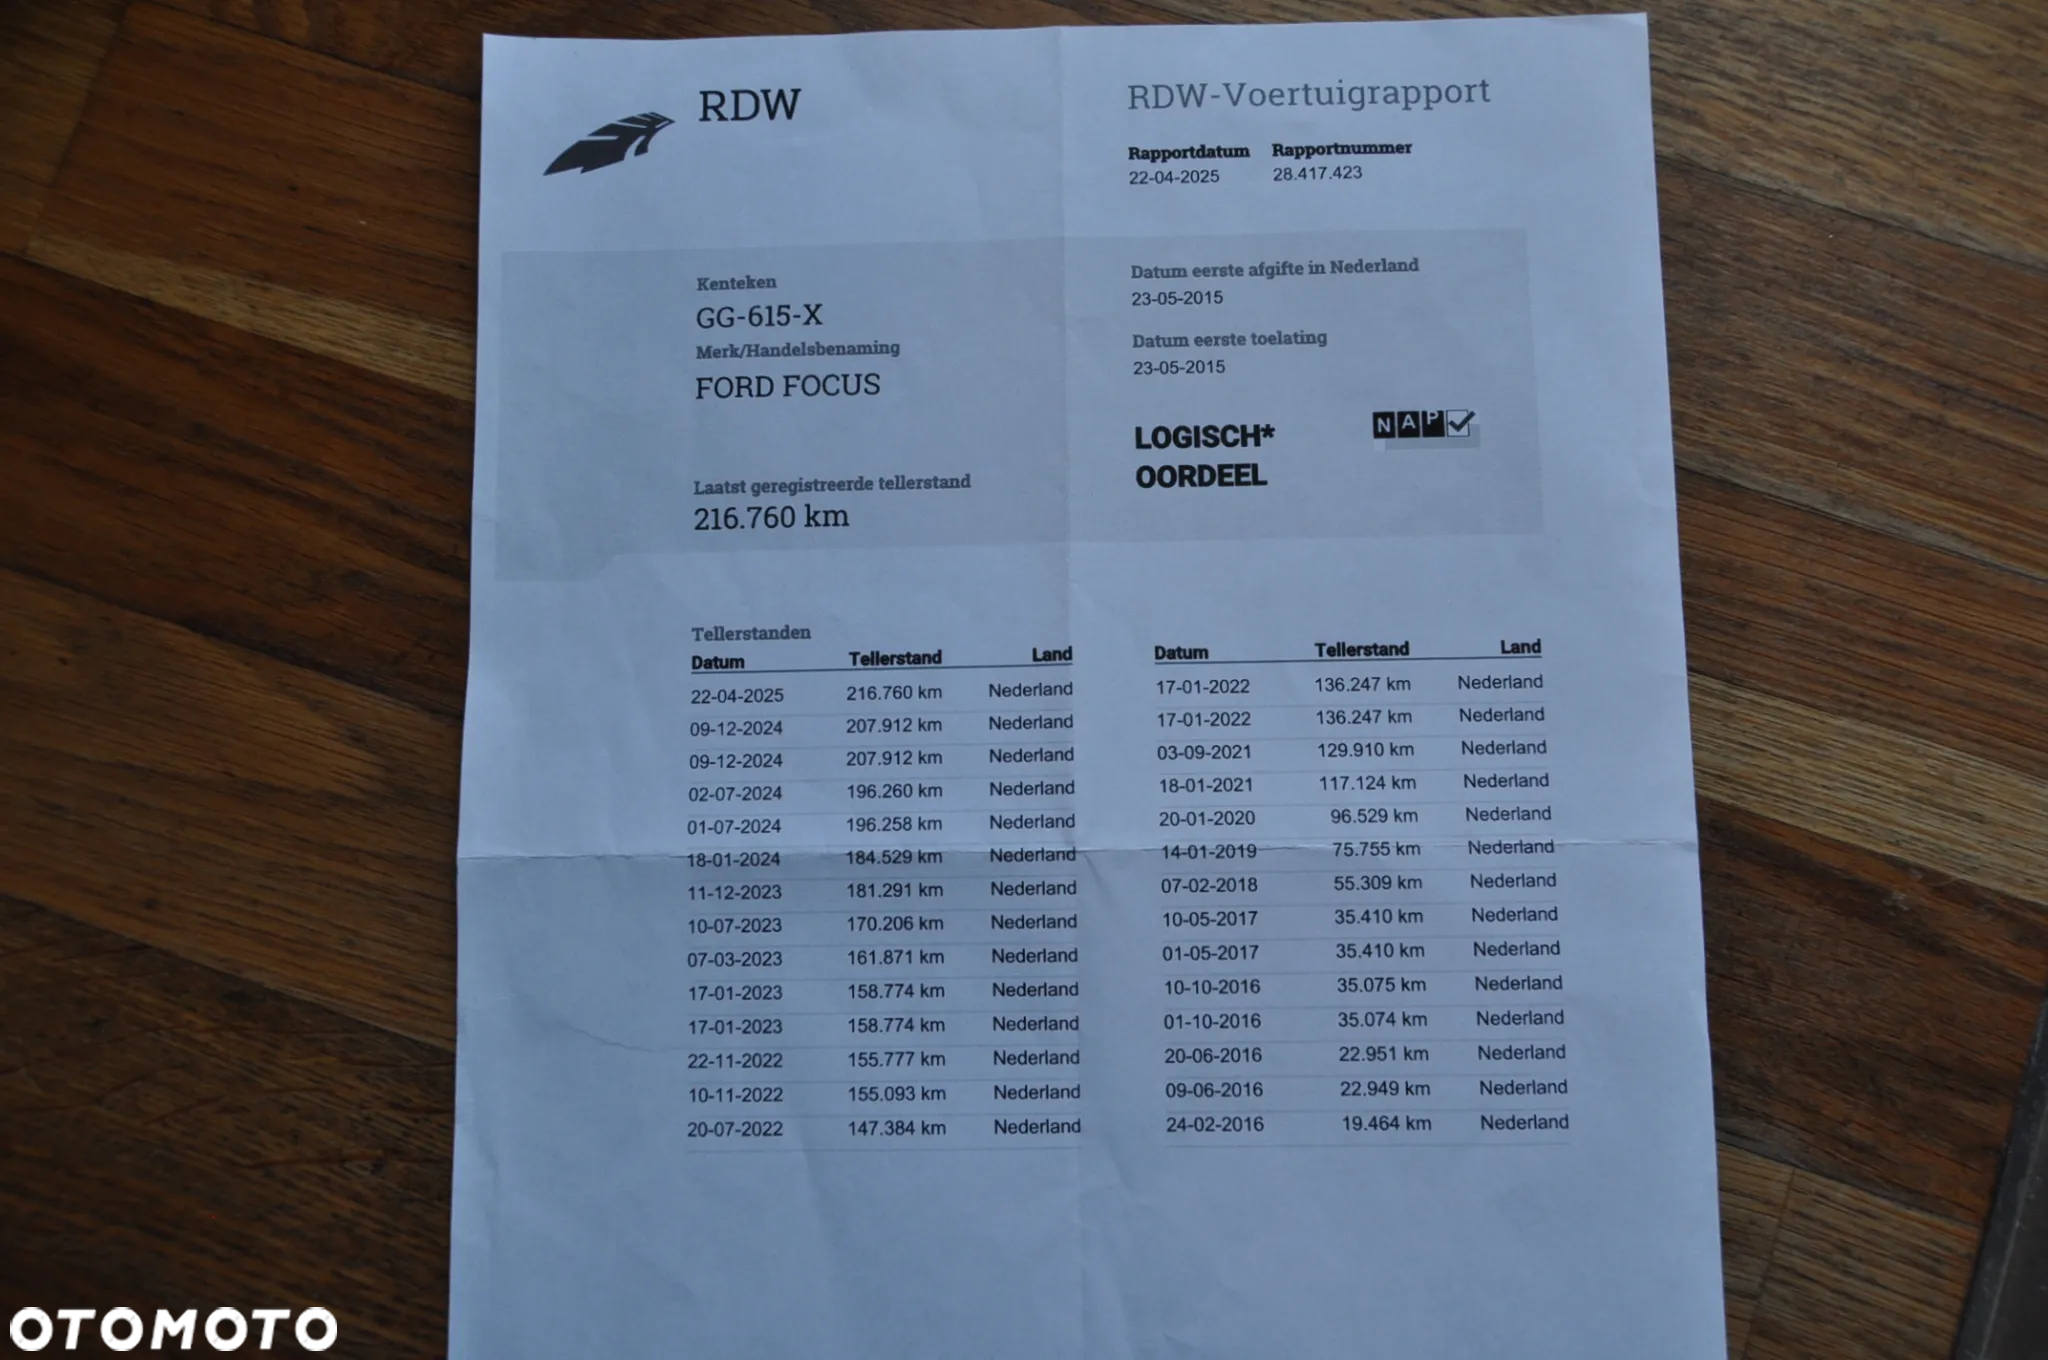 RDW
RDW-Voertuigrapport
Rapportdatum Rapportnummer
22-04-2025 28.417.423
Kenteken
GG-615-X
Merk/Handelsbenaming
FORD FOCUS
Laatst geregistreerde tellerstand
216.760 km
Datum eerste afgifte in Nederland
23-05-2015
Datum eerste toelating
23-05-2015
LOGISCH*
OORDEEL
NAP
Tellerstanden
Datum Tellerstand Land
22-04-2025 216.760 km Nederland
09-12-2024 207.912 km Nederland
09-12-2024 207.912 km Nederland
02-07-2024 196.260 km Nederland
01-07-2024 196.258 km Nederland
18-01-2024 184.529 km Nederland
11-12-2023 181.291 km Nederland
10-07-2023 170.206 km Nederland
07-03-2023 161.871 km Nederland
17-01-2023 158.774 km Nederland
17-01-2023 158.774 km Nederland
22-11-2022 155.777 km Nederland
10-11-2022 155.093 km Nederland
20-07-2022 147.384 km Nederland
Datum Tellerstand Land
17-01-2022 136.247 km Nederland
17-01-2022 136.247 km Nederland
03-09-2021 129.910 km Nederland
18-01-2021 117.124 km Nederland
20-01-2020 96.529 km Nederland
14-01-2019 75.755 km Nederland
07-02-2018 55.309 km Nederland
10-05-2017 35.410 km Nederland
01-05-2017 35.410 km Nederland
10-10-2016 35.075 km Nederland
01-10-2016 35.074 km Nederland
20-06-2016 22.951 km Nederland
09-06-2016 22.949 km Nederland
24-02-2016 19.464 km Nederland
OTOMOTO